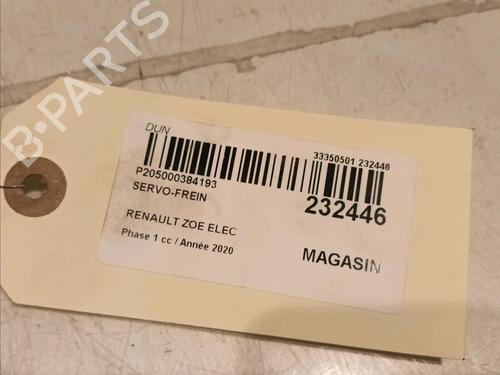 B-PARTS
DUN
33350501 232446
P205000384193
SERVO-FREIN
232446
RENAULT ZOE ELEC
Phase 1 cc / Année 2020
MAGASIN